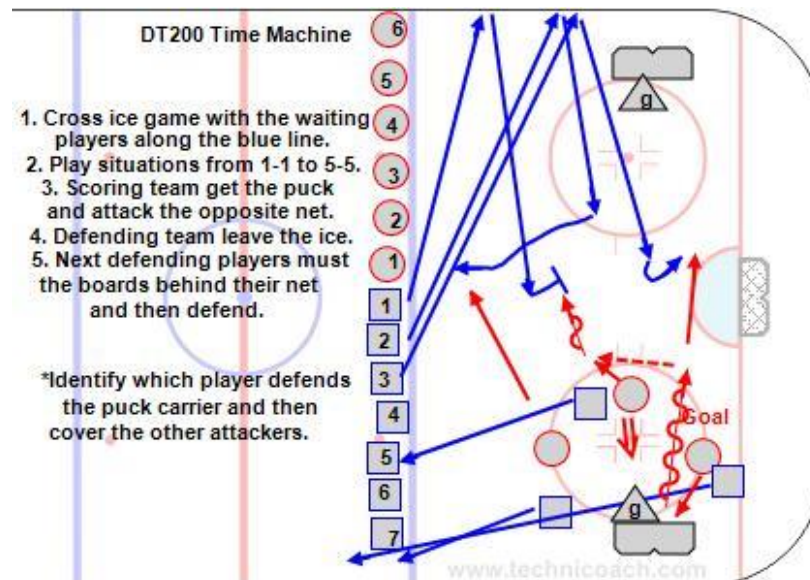 DT200 Time Machine
1. Cross ice game with the waiting
players along the blue line.
2. Play situations from 1-1 to 5-5.
3. Scoring team get the puck
and attack the opposite net.
4. Defending team leave the ice.
5. Next defending players must
the boards behind their net
and then defend.
*Identify which player defends
the puck carrier and then
cover the other attackers.
6
5
4
3
2
1
1
2
3
4
5
6
7
g
Goal
g
www.technicoach.com